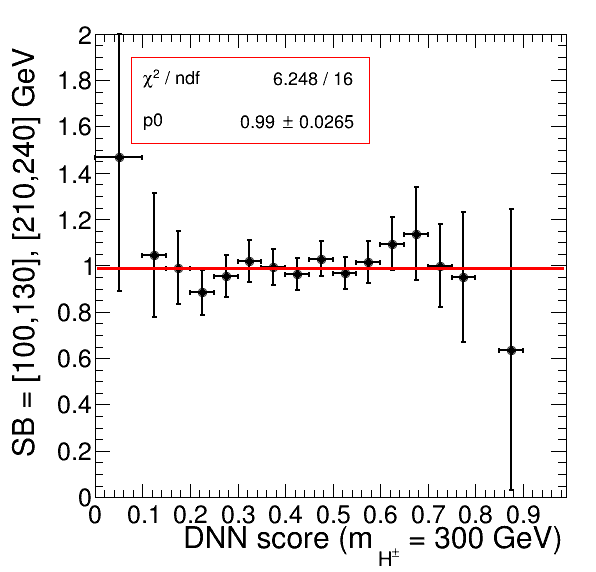 2
1.8
1.6
1.4
1.2
1
0.8
0.6
0.4
0.2
0
SB = [100,130], [210,240] GeV
χ² / ndf 6.248 / 16
p0 0.99 ± 0.0265
0 0.1 0.2 0.3 0.4 0.5 0.6 0.7 0.8 0.9
DNN score (m_H± = 300 GeV)